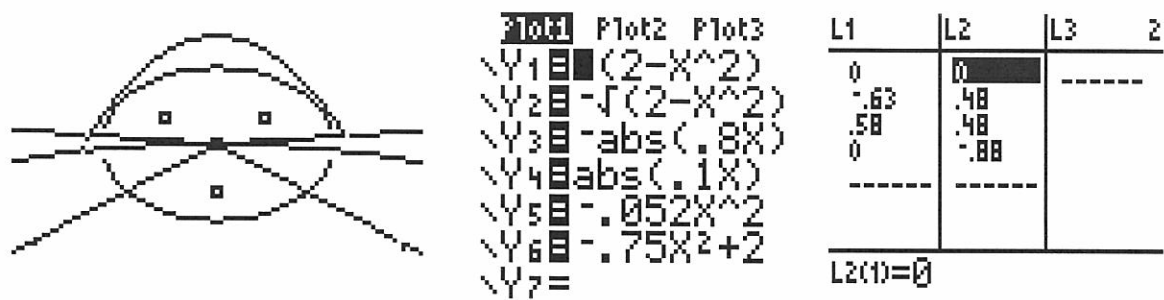 Plot1 Plot2 Plot3
\Y1=■(2-X^2)
\Y2=-√(2-X^2)
\Y3=-abs(.8X)
\Y4=abs(.1X)
\Y5=-.052X^2
\Y6=-.75X²+2
\Y7=
L1 L2 L3 2
0 0 ------
-.63 .48
.58 .48
0 -.88
------ ------
L2(1)=0